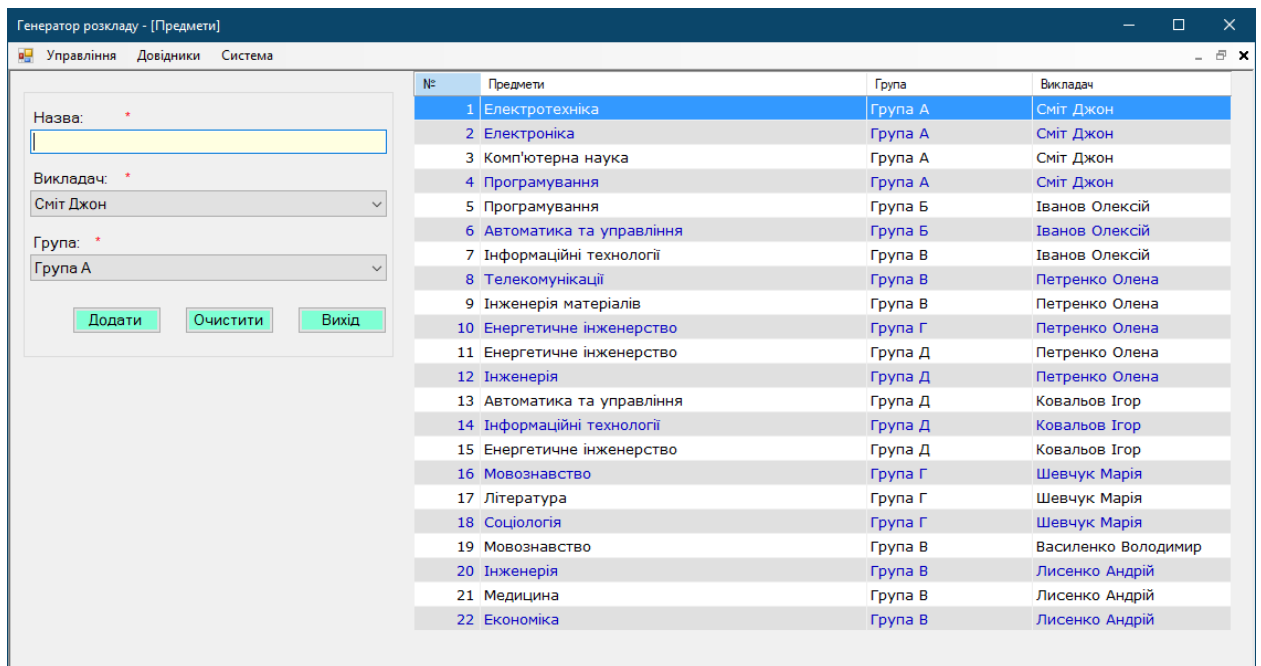 Генератор розкладу - [Предмети]
Управління Довідники Система
Назва: *
Викладач: *
Сміт Джон
Група: *
Група А
Додати Очистити Вихід
№ Предмети Група Викладач
1 Електротехніка Група А Сміт Джон
2 Електроніка Група А Сміт Джон
3 Комп'ютерна наука Група А Сміт Джон
4 Програмування Група А Сміт Джон
5 Програмування Група Б Іванов Олексій
6 Автоматика та управління Група Б Іванов Олексій
7 Інформаційні технології Група В Іванов Олексій
8 Телекомунікації Група В Петренко Олена
9 Інженерія матеріалів Група В Петренко Олена
10 Енергетичне інженерство Група Г Петренко Олена
11 Енергетичне інженерство Група Д Петренко Олена
12 Інженерія Група Д Петренко Олена
13 Автоматика та управління Група Д Ковальов Ігор
14 Інформаційні технології Група Д Ковальов Ігор
15 Енергетичне інженерство Група Д Ковальов Ігор
16 Мовознавство Група Г Шевчук Марія
17 Література Група Г Шевчук Марія
18 Соціологія Група Г Шевчук Марія
19 Мовознавство Група В Василенко Володимир
20 Інженерія Група В Лисенко Андрій
21 Медицина Група В Лисенко Андрій
22 Економіка Група В Лисенко Андрій